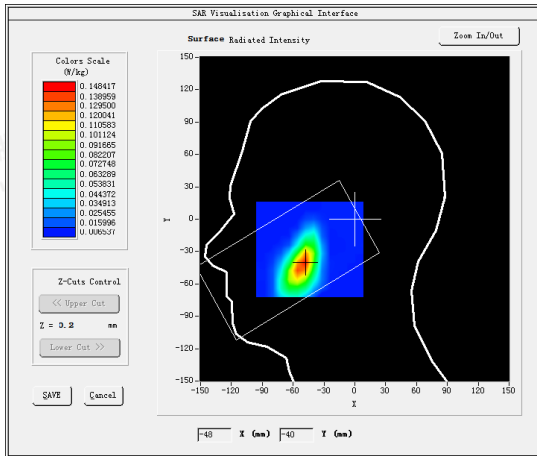 SAR Visualisation Graphical Interface
Surface Radiated Intensity
Zoom In/Out
Colors Scale
(W/kg)
0.148417
0.138959
0.129500
0.120041
0.110583
0.101124
0.091665
0.082207
0.072748
0.063289
0.053831
0.044372
0.034913
0.025455
0.015996
0.006537
Z-Cuts Control
<< Upper Cut
Z = 0.2 mm
Lower Cut >>
SAVE Cancel
150
120
90
60
30
0
-30
-60
-90
-120
-150
Y
-150 -120 -90 -60 -30 0 30 60 90 120 150
X
-48 X (mm) -40 Y (mm)